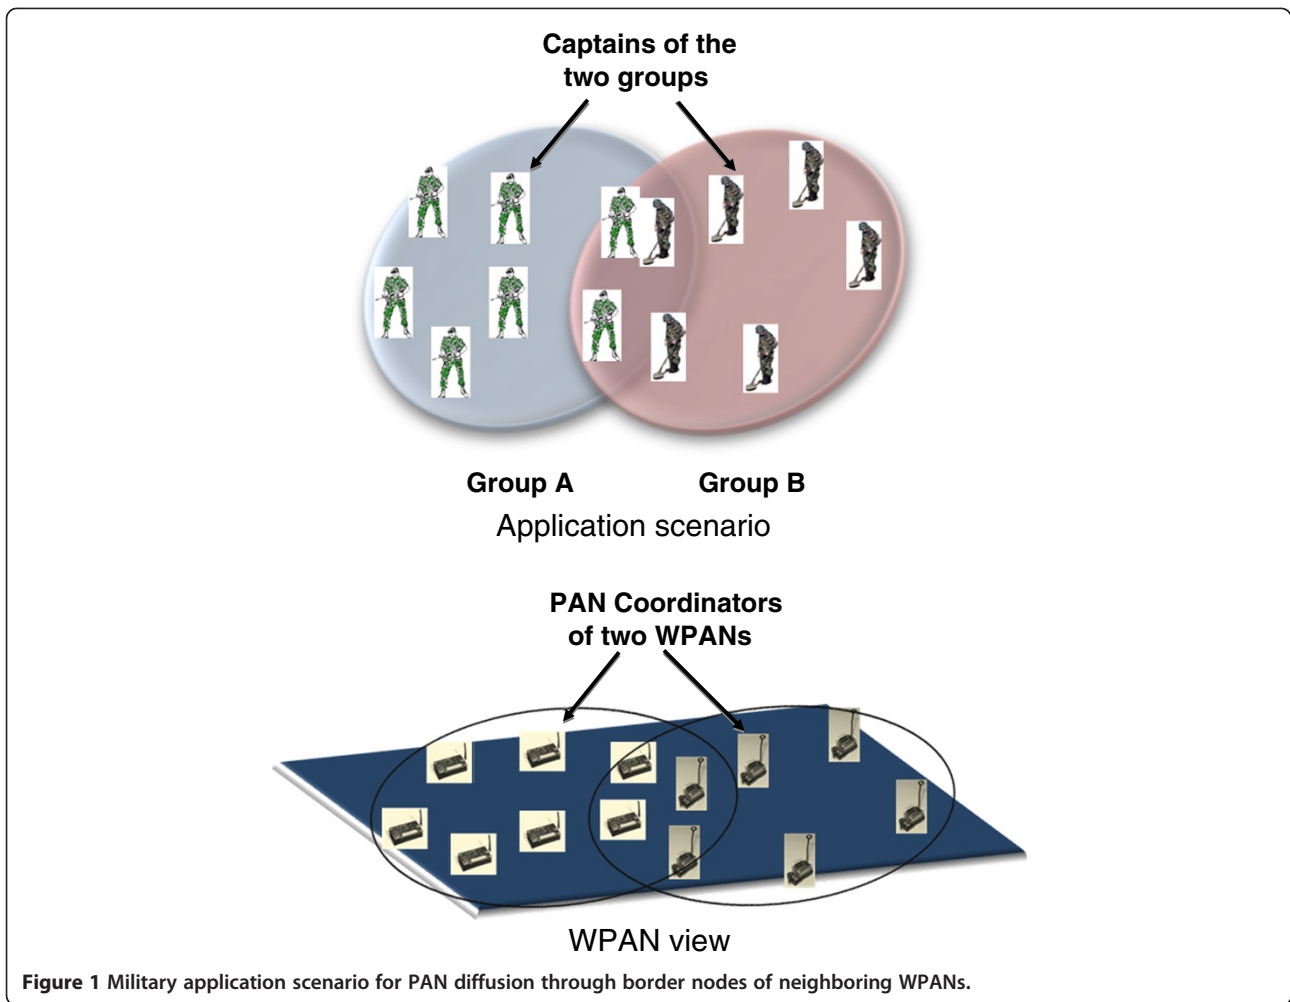 Captains of the
two groups
Group A Group B
Application scenario
PAN Coordinators
of two WPANs
WPAN view
Figure 1 Military application scenario for PAN diffusion through border nodes of neighboring WPANs.